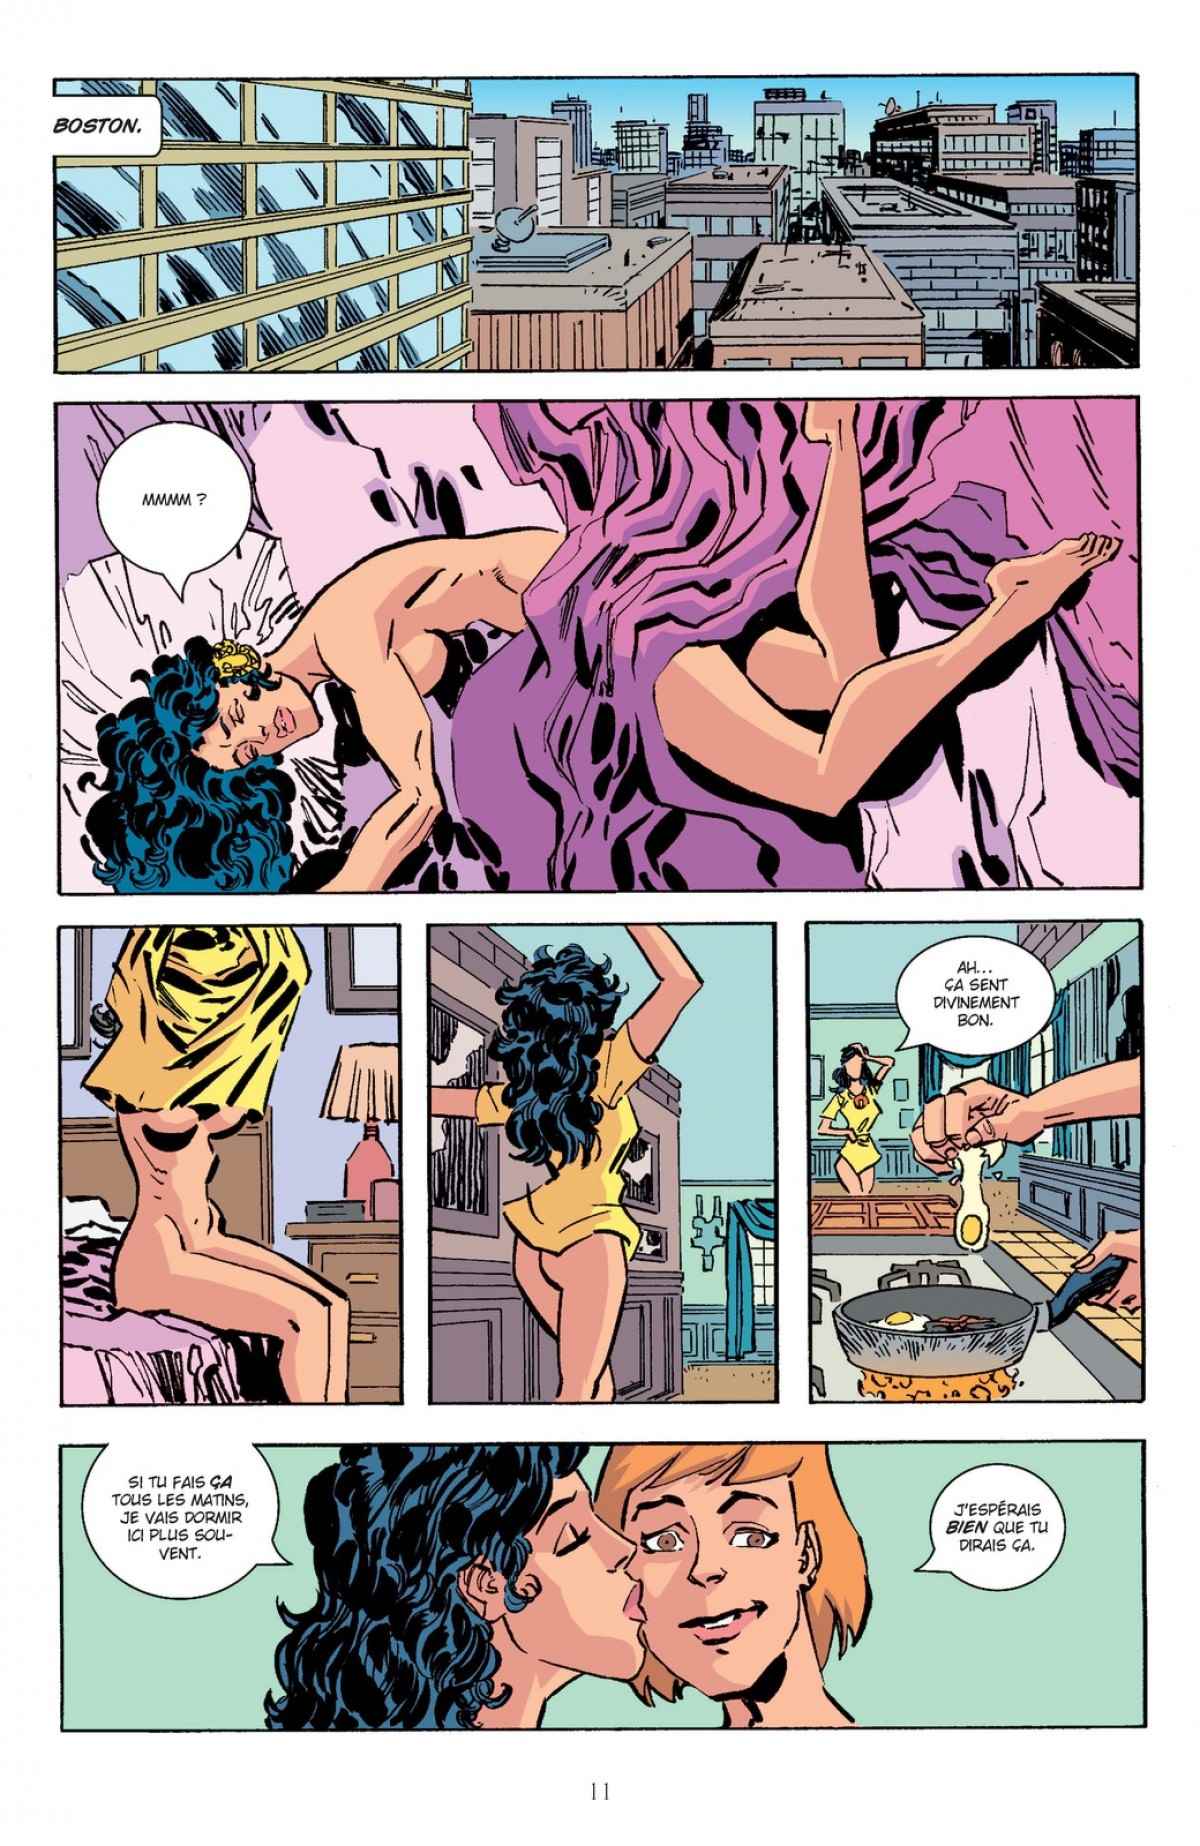 BOSTON.
MMMM ?
AH...
ÇA SENT
DIVINEMENT
BON.
SI TU FAIS ÇA
TOUS LES MATINS,
JE VAIS DORMIR
ICI PLUS SOU-
VENT.
J'ESPÉRAIS
BIEN QUE TU
DIRAIS ÇA.
11